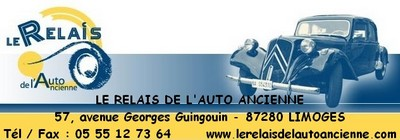 LE RELAIS
de l'Auto
Ancienne
LE RELAIS DE L'AUTO ANCIENNE
57, avenue Georges Guingouin - 87280 LIMOGES
Tél / Fax : 05 55 12 73 64 www.lerelaisdelautoancienne.com